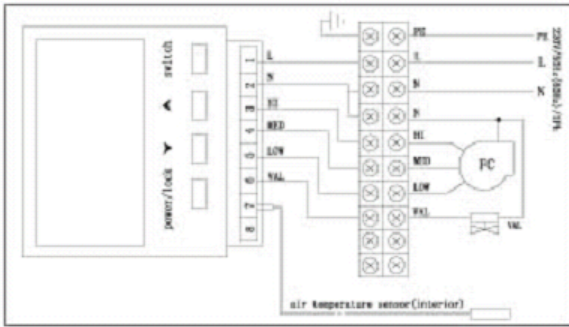 switch
power/lock
1
2
3
4
5
6
7
8
L
N
HI
MED
LOW
VAL
PE
L
N
N
HI
MED
LOW
VAL
FC
VAL
PE
L
N
air temperature sensor(interior)